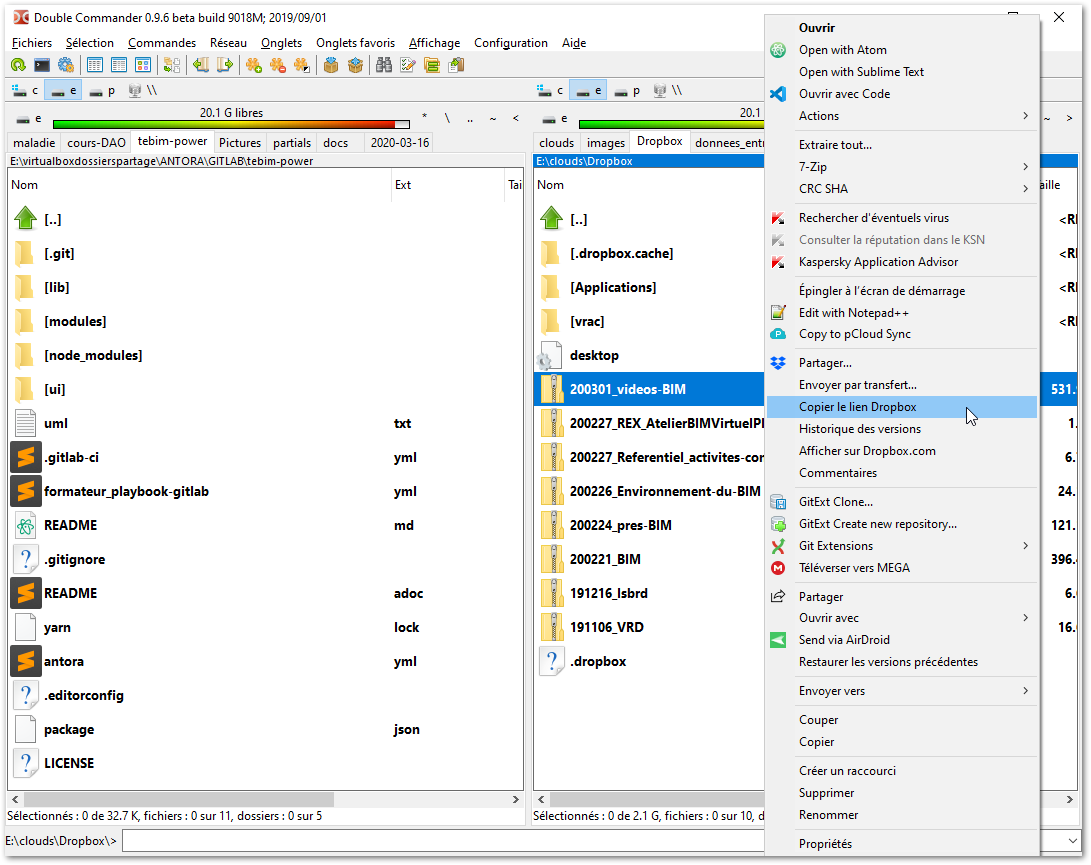 Double Commander 0.9.6 beta build 9018M; 2019/09/01
Fichiers Sélection Commandes Réseau Onglets Onglets favoris Affichage Configuration Aide
c e p \\
c e p \\
e 20.1 G libres * \ .. ~ <
e 20.1 ~ >
maladie cours-DAO tebim-power Pictures partials docs 2020-03-16
clouds images Dropbox donnees_entr
E:\virtualboxdossierspartage\ANTORA\GITLAB\tebim-power
E:\clouds\Dropbox
Nom Ext Tai
[..]
[.git]
[lib]
[modules]
[node_modules]
[ui]
uml txt
.gitlab-ci yml
formateur_playbook-gitlab yml
README md
.gitignore
README adoc
yarn lock
antora yml
.editorconfig
package json
LICENSE
Sélectionnés : 0 de 32.7 K, fichiers : 0 sur 11, dossiers : 0 sur 5
Nom aille
[..] <R
[.dropbox.cache] <R
[Applications] <R
[vrac] <R
desktop
200301_videos-BIM 531.
200227_REX_AtelierBIMVirtuelPl 1.
200227_Referentiel_activites-con 6.
200226_Environnement-du-BIM 24.
200224_pres-BIM 121.
200221_BIM 396.
191216_lsbrd 6.
191106_VRD 16.
.dropbox
Sélectionnés : 0 de 2.1 G, fichiers : 0 sur 10, d
E:\clouds\Dropbox\>
Ouvrir
Open with Atom
Open with Sublime Text
Ouvrir avec Code
Actions
Extraire tout...
7-Zip
CRC SHA
Rechercher d'éventuels virus
Consulter la réputation dans le KSN
Kaspersky Application Advisor
Épingler à l'écran de démarrage
Edit with Notepad++
Copy to pCloud Sync
Partager...
Envoyer par transfert...
Copier le lien Dropbox
Historique des versions
Afficher sur Dropbox.com
Commentaires
GitExt Clone...
GitExt Create new repository...
Git Extensions
Téléverser vers MEGA
Partager
Ouvrir avec
Send via AirDroid
Restaurer les versions précédentes
Envoyer vers
Couper
Copier
Créer un raccourci
Supprimer
Renommer
Propriétés